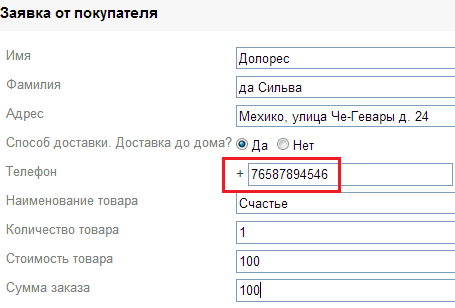 Заявка от покупателя
Имя Долорес
Фамилия да Сильва
Адрес Мехико, улица Че-Гевары д. 24
Способ доставки. Доставка до дома? Да Нет
Телефон + 76587894546
Наименование товара Счастье
Количество товара 1
Стоимость товара 100
Сумма заказа 100